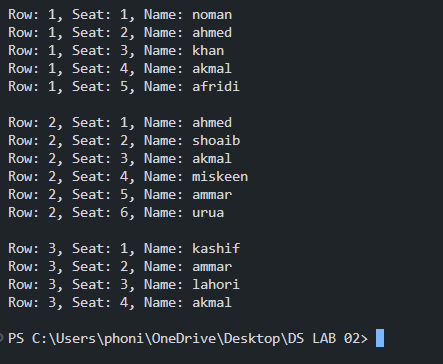 Row: 1, Seat: 1, Name: noman
Row: 1, Seat: 2, Name: ahmed
Row: 1, Seat: 3, Name: khan
Row: 1, Seat: 4, Name: akmal
Row: 1, Seat: 5, Name: afridi
Row: 2, Seat: 1, Name: ahmed
Row: 2, Seat: 2, Name: shoaib
Row: 2, Seat: 3, Name: akmal
Row: 2, Seat: 4, Name: miskeen
Row: 2, Seat: 5, Name: ammar
Row: 2, Seat: 6, Name: urua
Row: 3, Seat: 1, Name: kashif
Row: 3, Seat: 2, Name: ammar
Row: 3, Seat: 3, Name: lahori
Row: 3, Seat: 4, Name: akmal
PS C:\Users\phoni\OneDrive\Desktop\DS LAB 02>